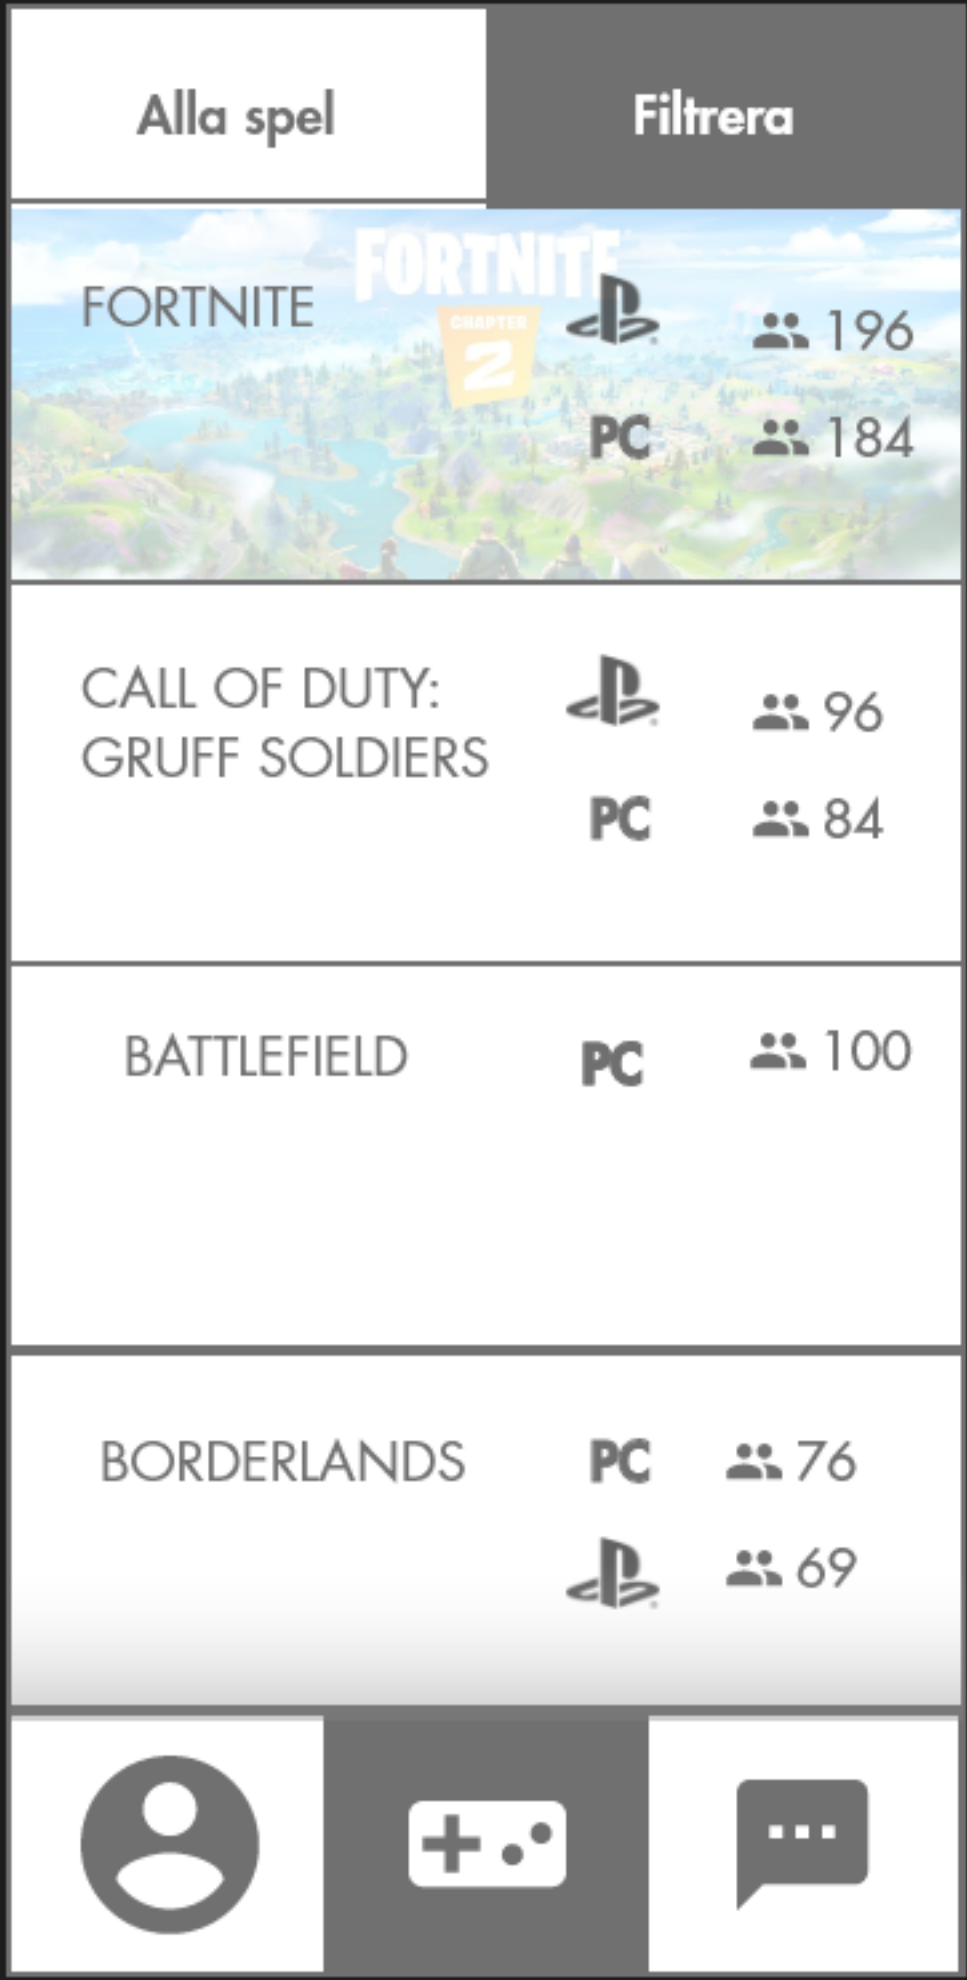 Alla spel
Filtrera
FORTNITE
FORTNITE
CHAPTER
2
196
PC
184
CALL OF DUTY:
GRUFF SOLDIERS
96
PC
84
BATTLEFIELD
PC
100
BORDERLANDS
PC
76
69